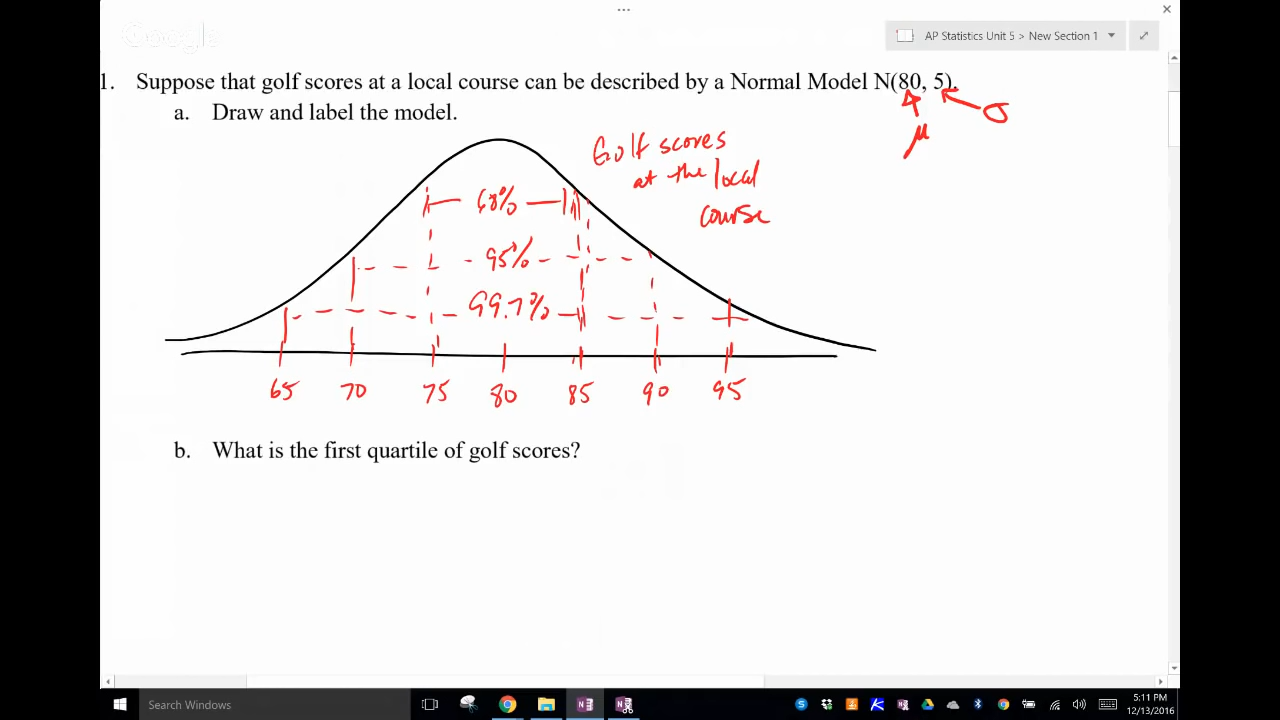 ...
Google
AP Statistics Unit 5 > New Section 1
1. Suppose that golf scores at a local course can be described by a Normal Model N(80, 5).
a. Draw and label the model.
σ
μ
Golf scores
at the local
course
68%
95%
99.7%
65 70 75 80 85 90 95
b. What is the first quartile of golf scores?
Search Windows
5:11 PM
12/13/2016